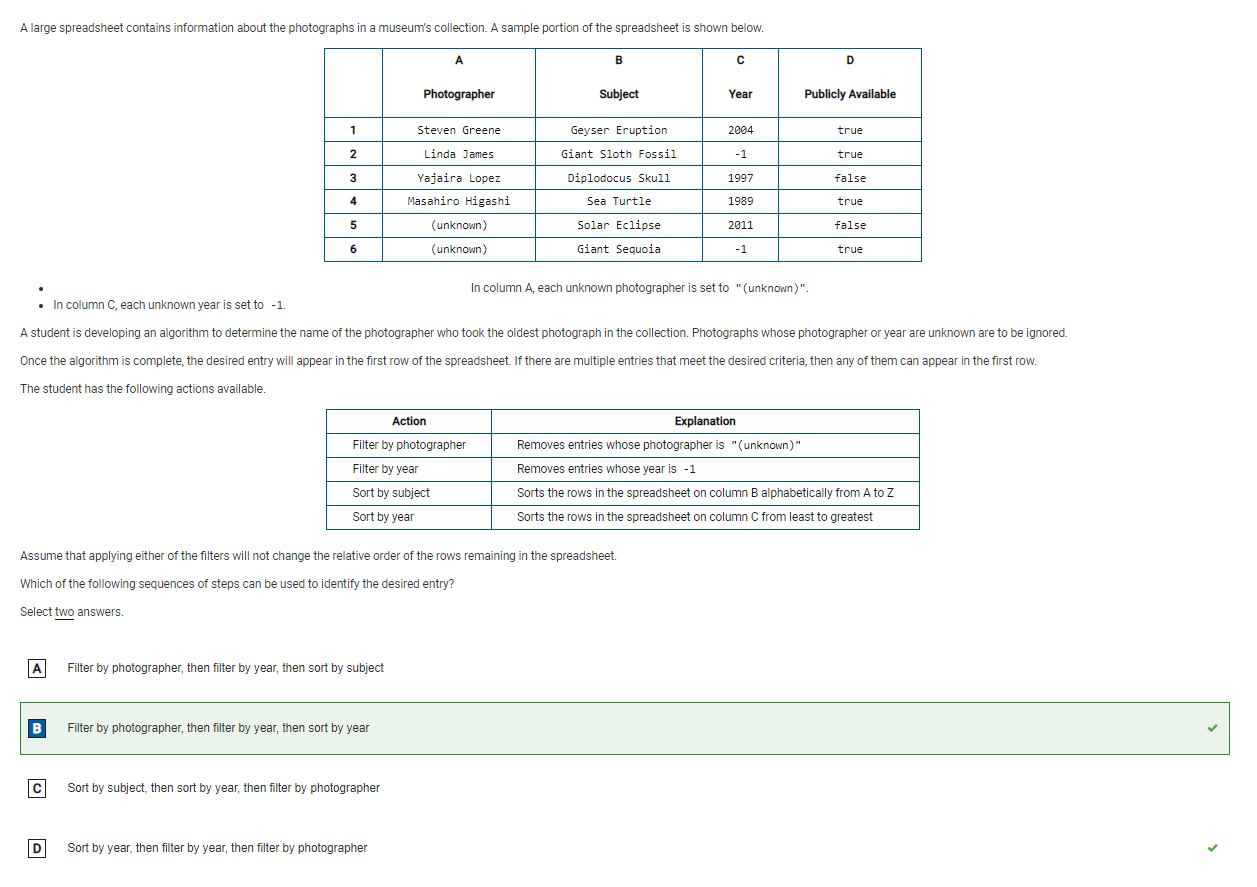 A large spreadsheet contains information about the photographs in a museum's collection. A sample portion of the spreadsheet is shown below.
A B C D
Photographer Subject Year Publicly Available
1 Steven Greene Geyser Eruption 2004 true
2 Linda James Giant Sloth Fossil -1 true
3 Yajaira Lopez Diplodocus Skull 1997 false
4 Masahiro Higashi Sea Turtle 1989 true
5 (unknown) Solar Eclipse 2011 false
6 (unknown) Giant Sequoia -1 true
• In column A, each unknown photographer is set to "(unknown)".
• In column C, each unknown year is set to -1.
A student is developing an algorithm to determine the name of the photographer who took the oldest photograph in the collection. Photographs whose photographer or year are unknown are to be ignored.
Once the algorithm is complete, the desired entry will appear in the first row of the spreadsheet. If there are multiple entries that meet the desired criteria, then any of them can appear in the first row.
The student has the following actions available.
Action Explanation
Filter by photographer Removes entries whose photographer is "(unknown)"
Filter by year Removes entries whose year is -1
Sort by subject Sorts the rows in the spreadsheet on column B alphabetically from A to Z
Sort by year Sorts the rows in the spreadsheet on column C from least to greatest
Assume that applying either of the filters will not change the relative order of the rows remaining in the spreadsheet.
Which of the following sequences of steps can be used to identify the desired entry?
Select two answers.
A Filter by photographer, then filter by year, then sort by subject
B Filter by photographer, then filter by year, then sort by year
C Sort by subject, then sort by year, then filter by photographer
D Sort by year, then filter by year, then filter by photographer